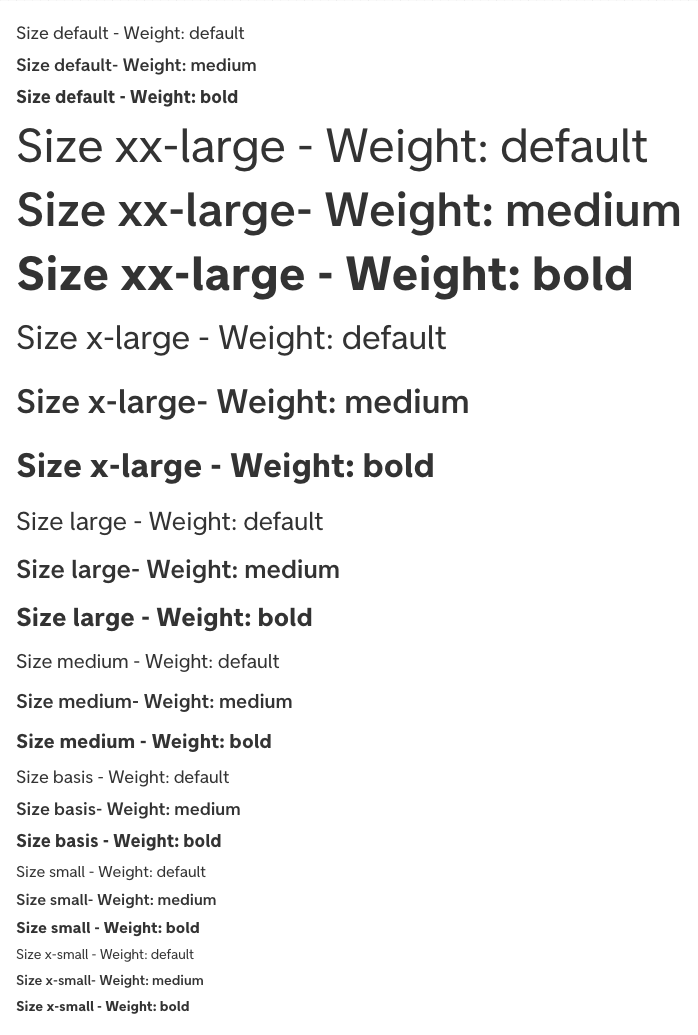 Size default - Weight: default
Size default- Weight: medium
Size default - Weight: bold
Size xx-large - Weight: default
Size xx-large- Weight: medium
Size xx-large - Weight: bold
Size x-large - Weight: default
Size x-large- Weight: medium
Size x-large - Weight: bold
Size large - Weight: default
Size large- Weight: medium
Size large - Weight: bold
Size medium - Weight: default
Size medium- Weight: medium
Size medium - Weight: bold
Size basis - Weight: default
Size basis- Weight: medium
Size basis - Weight: bold
Size small - Weight: default
Size small- Weight: medium
Size small - Weight: bold
Size x-small - Weight: default
Size x-small- Weight: medium
Size x-small - Weight: bold